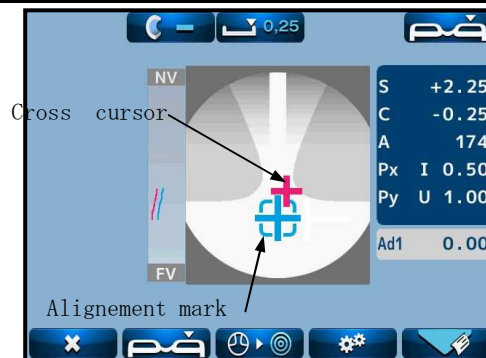 0,25
NV
S +2.25
C -0.25
A 174
Px I 0.50
Py U 1.00
Ad1 0.00
Cross cursor
FV
Alignement mark